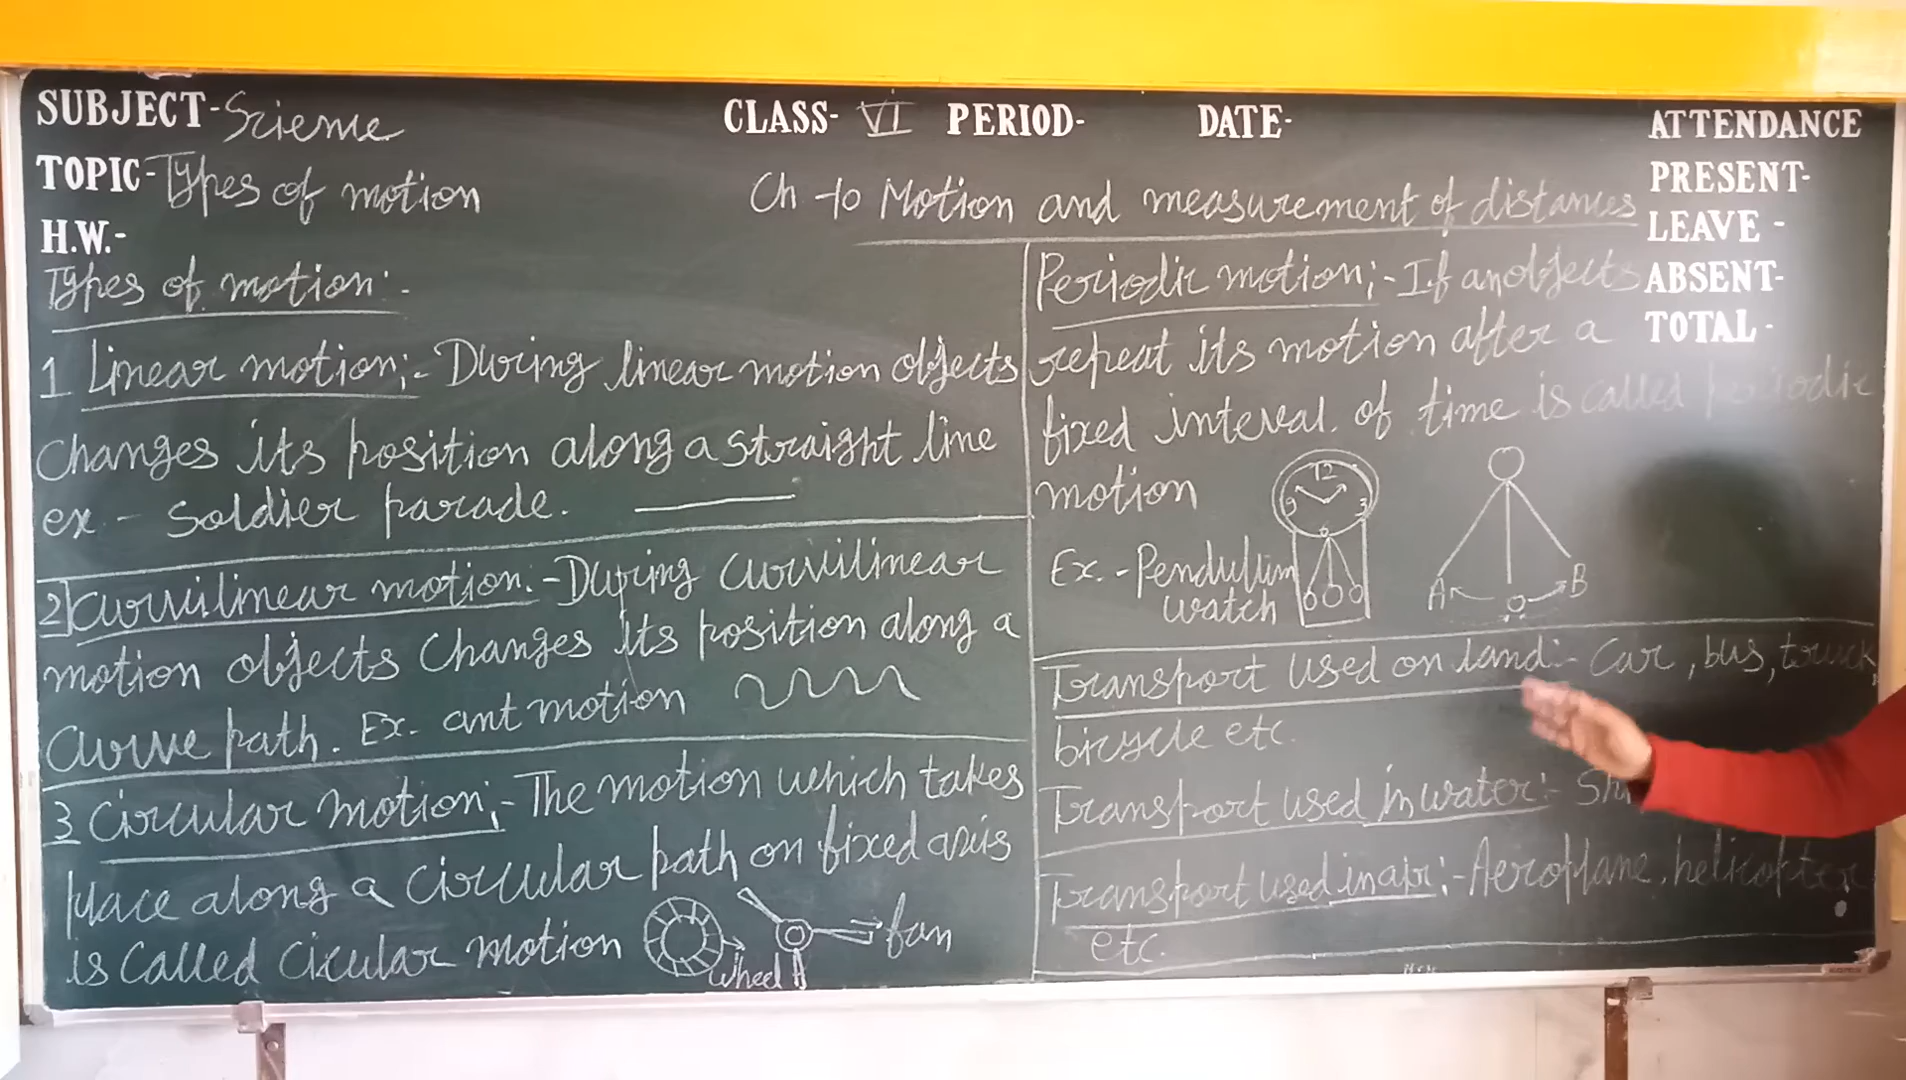 SUBJECT- Science
CLASS- VI PERIOD- DATE-
ATTENDANCE
TOPIC- Types of motion
Ch - 10 Motion and measurement of distances
PRESENT-
H.W.-
LEAVE -
ABSENT-
TOTAL -
Types of motion:-
1 Linear motion:- During linear motion objects
changes its position along a straight line
ex - Soldier parade.
2) Curvilinear motion:- During curvilinear
motion objects changes its position along a
curve path. Ex. ant motion
3 Circular motion:- The motion which takes
place along a circular path on fixed axis
is called cicular motion
wheel
fan
Periodic motion:- If an objects
repeat its motion after a
fixed interval of time is called periodic
motion
12
9 3
6
Ex.- Pendullum
watch
A B
Transport used on land:- Car, bus, truck,
bicycle etc.
Transport used in water:-
Transport used in air:- Aeroplane, helicopter
etc.